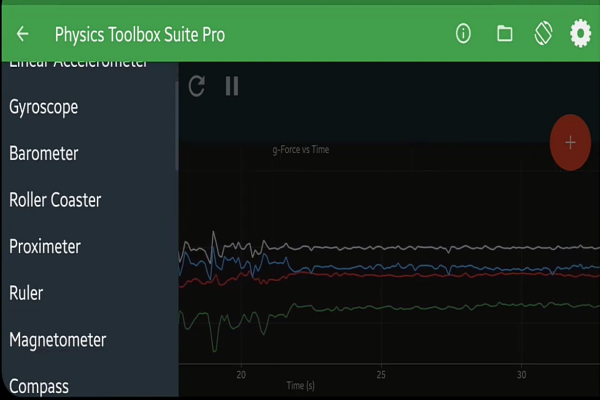 Physics Toolbox Suite Pro
Linear Accelerometer
Gyroscope
Barometer
Roller Coaster
Proximeter
Ruler
Magnetometer
Compass
g-Force vs Time
20 25 30
Time (s)